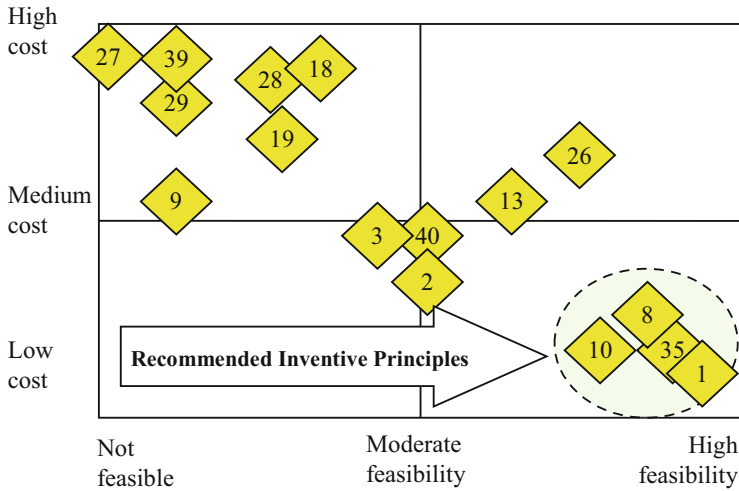 High
cost
27
39
28
18
29
19
26
Medium
cost
9
13
3
40
2
8
Low
cost
Recommended Inventive Principles
10
35
1
Not
feasible
Moderate
feasibility
High
feasibility